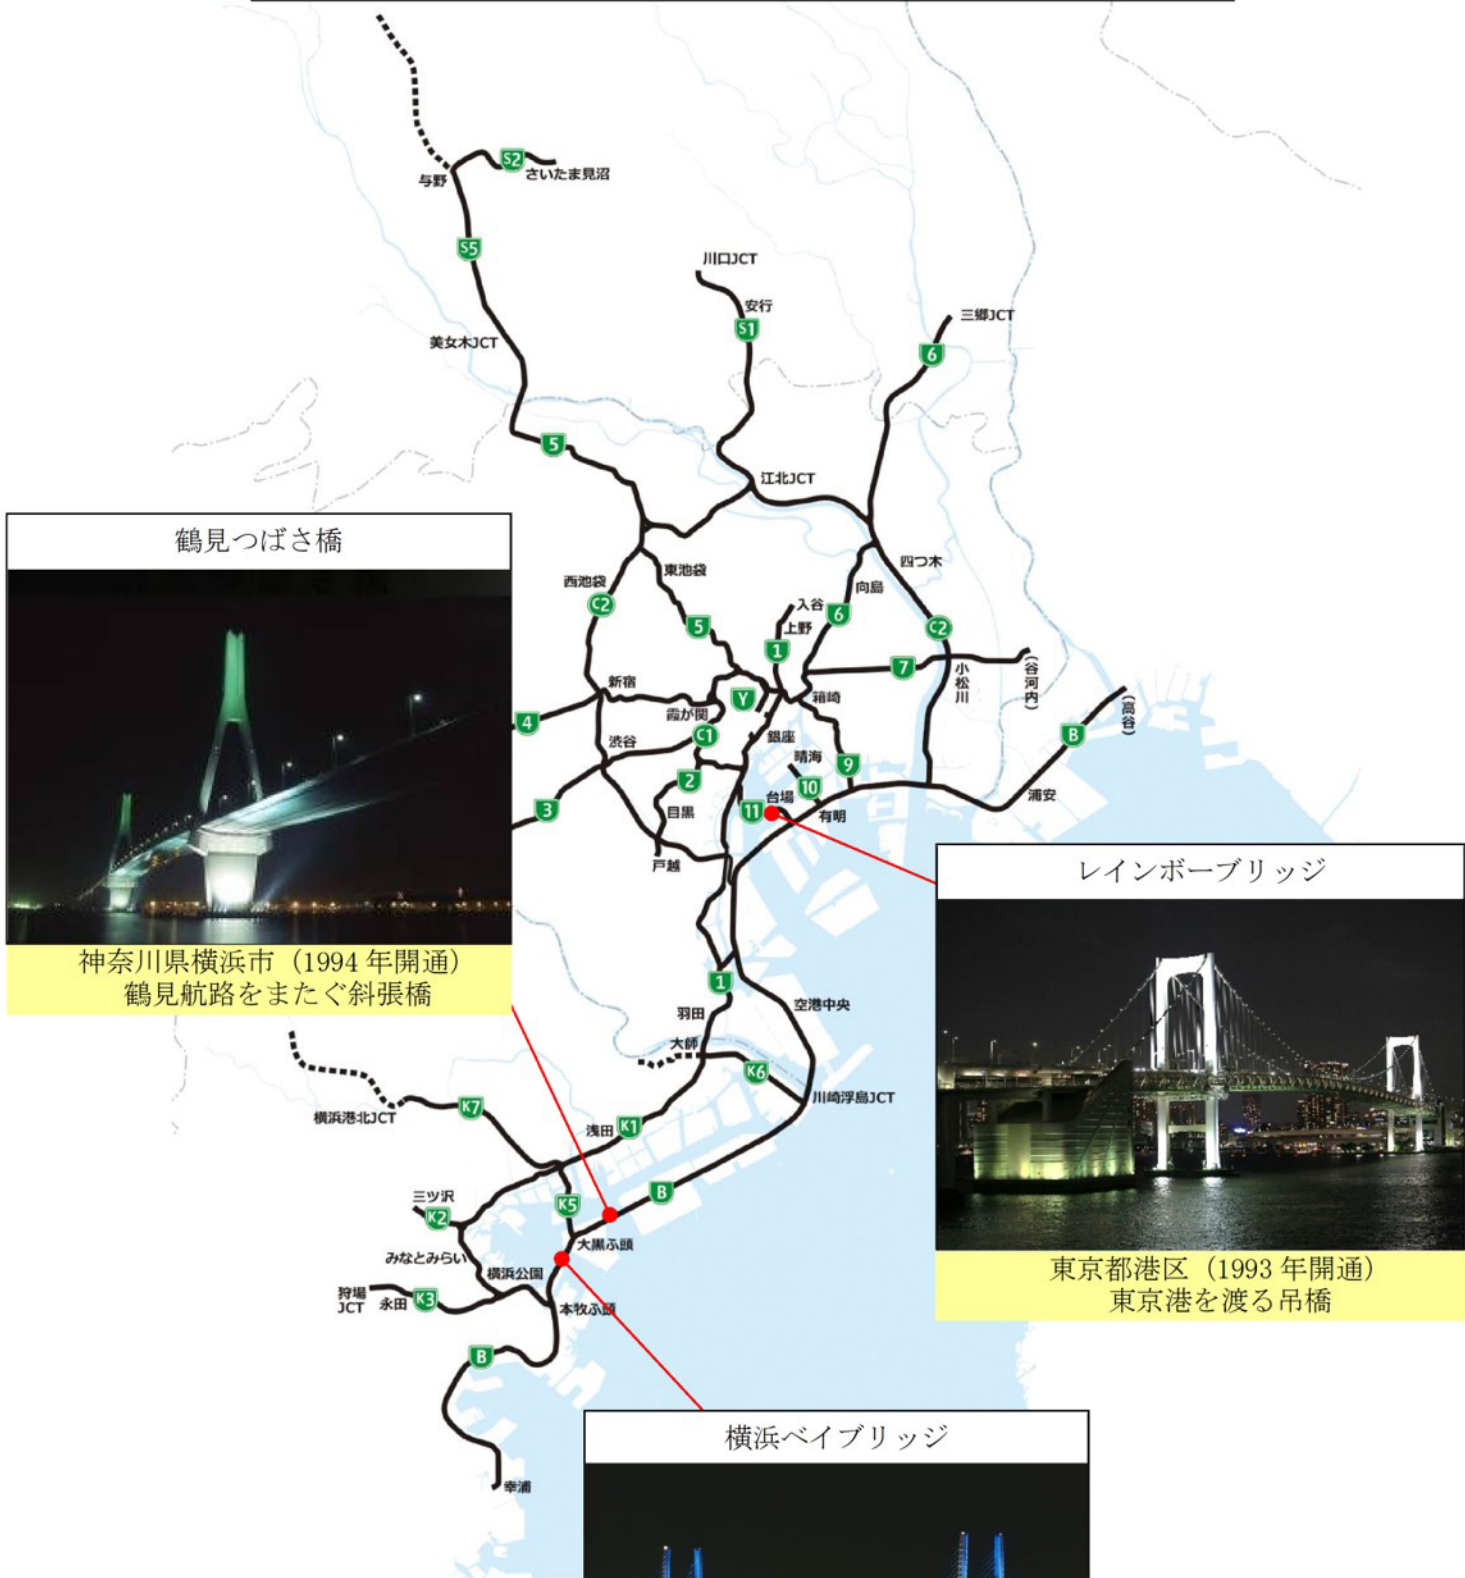 与野
S2
さいたま見沼
S5
川口JCT
安行
S1
三郷JCT
6
美女木JCT
5
江北JCT
鶴見つばさ橋
神奈川県横浜市（1994 年開通）
鶴見航路をまたぐ斜張橋
四つ木
東池袋
西池袋
C2
向島
入谷
6
上野
5
C2
1
7
小松川
（谷河内）
新宿
Y
箱崎
霞が関
（高谷）
4
C1
銀座
B
渋谷
晴海
9
2
10
浦安
台場
3
目黒
11
有明
戸越
レインボーブリッジ
東京都港区（1993 年開通）
東京港を渡る吊橋
1
空港中央
羽田
大師
K6
川崎浮島JCT
K7
横浜港北JCT
浅田
K1
B
三ツ沢
K2
K5
大黒ふ頭
みなとみらい
横浜公園
狩場
JCT
永田
K3
本牧ふ頭
B
幸浦
横浜ベイブリッジ